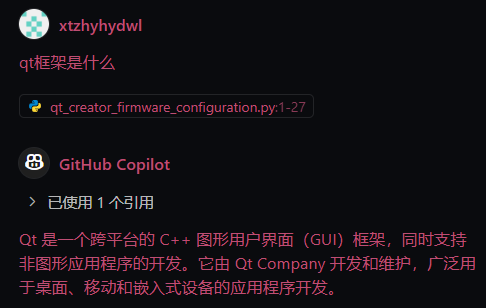 xtzhyhydwl
qt框架是什么
qt_creator_firmware_configuration.py:1-27
GitHub Copilot
已使用 1 个引用
Qt 是一个跨平台的 C++ 图形用户界面（GUI）框架，同时支持
非图形应用程序的开发。它由 Qt Company 开发和维护，广泛用
于桌面、移动和嵌入式设备的应用程序开发。